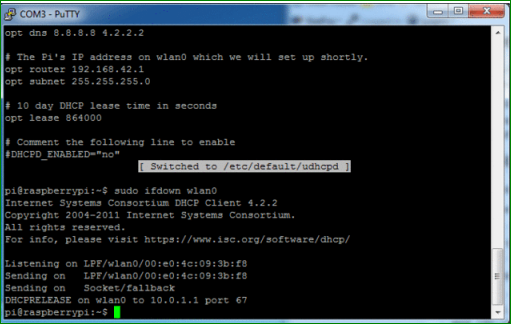 COM3 - PuTTY
opt dns 8.8.8.8 4.2.2.2
# The Pi's IP address on wlan0 which we will set up shortly.
opt router 192.168.42.1
opt subnet 255.255.255.0
# 10 day DHCP lease time in seconds
opt lease 864000
# Comment the following line to enable
#DHCPD_ENABLED="no"
[ Switched to /etc/default/udhcpd ]
pi@raspberrypi:~$ sudo ifdown wlan0
Internet Systems Consortium DHCP Client 4.2.2
Copyright 2004-2011 Internet Systems Consortium.
All rights reserved.
For info, please visit https://www.isc.org/software/dhcp/
Listening on LPF/wlan0/00:e0:4c:09:3b:f8
Sending on   LPF/wlan0/00:e0:4c:09:3b:f8
Sending on   Socket/fallback
DHCPRELEASE on wlan0 to 10.0.1.1 port 67
pi@raspberrypi:~$